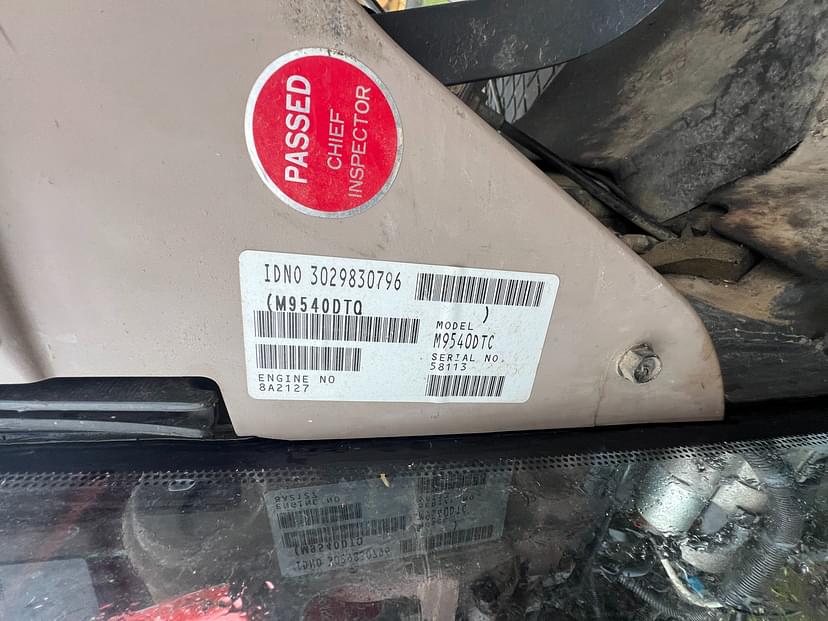 PASSED
CHIEF
INSPECTOR
IDNO 3029830796
(M9540DTQ )
MODEL
M9540DTC
SERIAL NO.
58113
ENGINE NO
8A2127